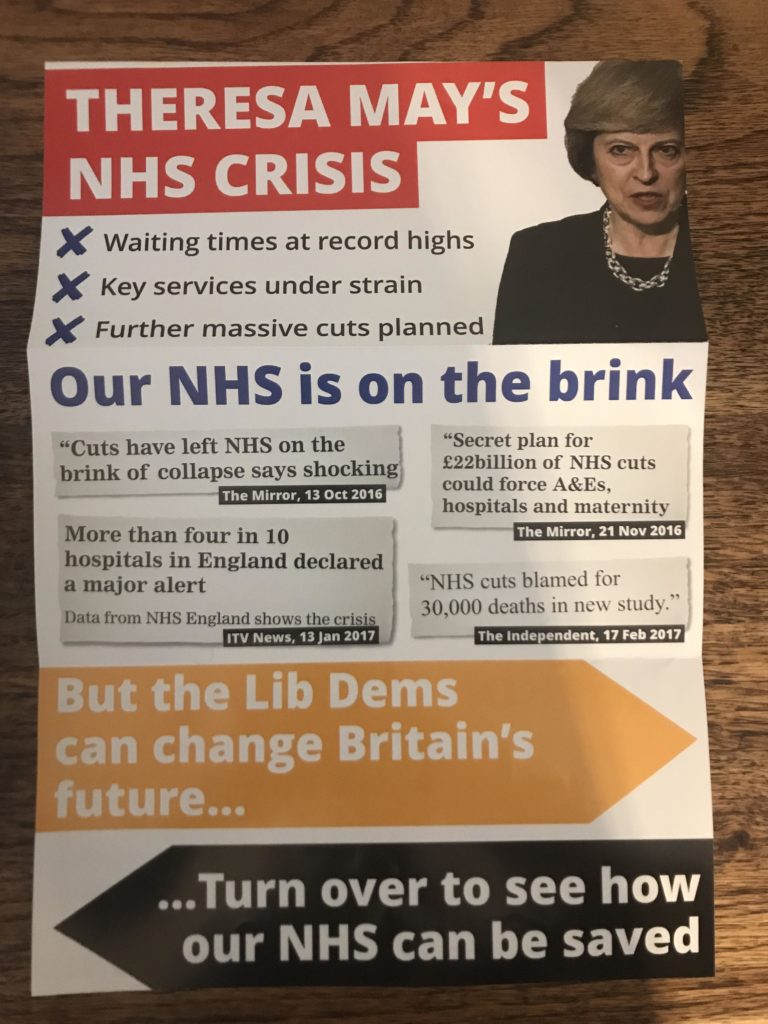 THERESA MAY'S
NHS CRISIS
Waiting times at record highs
Key services under strain
Further massive cuts planned
Our NHS is on the brink
“Cuts have left NHS on the
brink of collapse says shocking
The Mirror, 13 Oct 2016
“Secret plan for
£22billion of NHS cuts
could force A&Es,
hospitals and maternity
The Mirror, 21 Nov 2016
More than four in 10
hospitals in England declared
a major alert
Data from NHS England shows the crisis
ITV News, 13 Jan 2017
“NHS cuts blamed for
30,000 deaths in new study.”
The Independent, 17 Feb 2017
But the Lib Dems
can change Britain's
future...
...Turn over to see how
our NHS can be saved